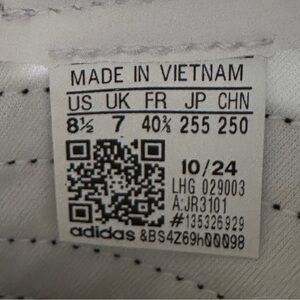 MADE IN VIETNAM
US UK FR JP CHN
8½ 7 40⅔ 255 250
10/24
LHG 029003
A:JR3101
#135326929
adidas &BS4Z69h00098